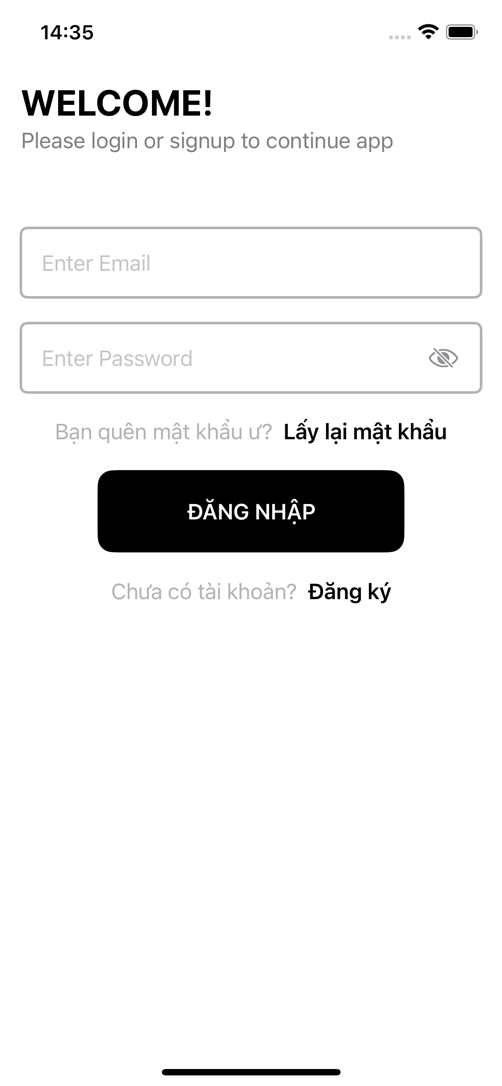 14:35
WELCOME!
Please login or signup to continue app
Enter Email
Enter Password
Bạn quên mật khẩu ư? Lấy lại mật khẩu
ĐĂNG NHẬP
Chưa có tài khoản? Đăng ký